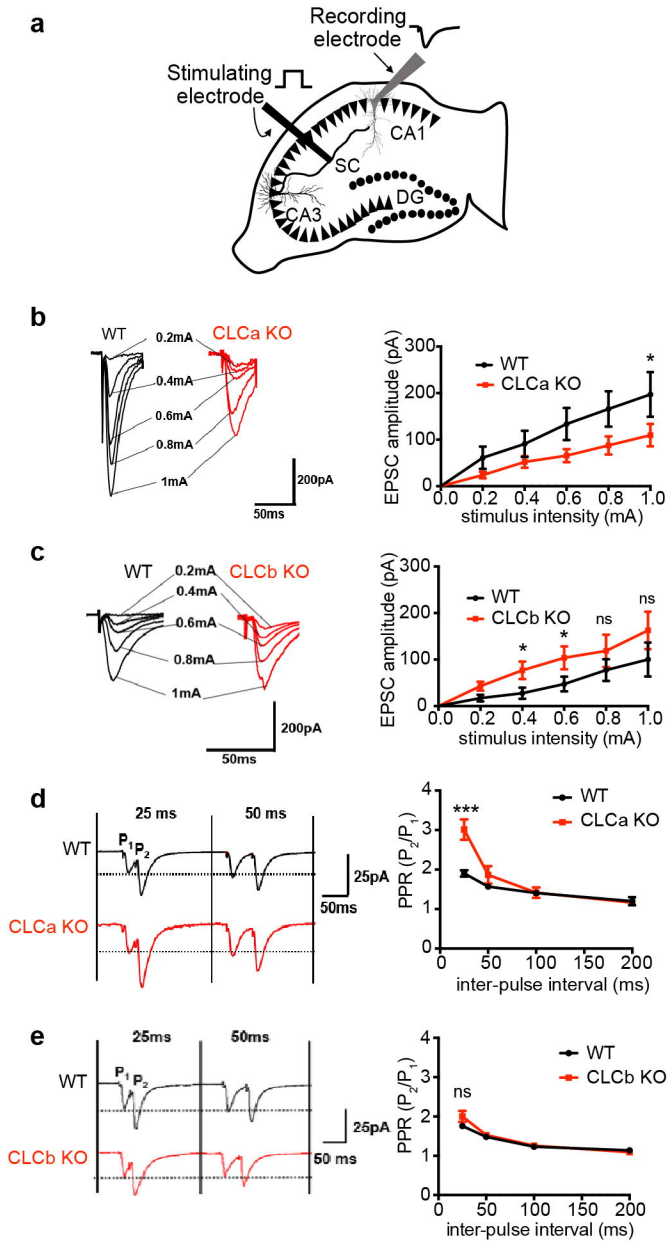 a
Recording
electrode
Stimulating
electrode
CA1
SC
CA3
DG
b
WT
CLCa KO
0.2mA
0.4mA
0.6mA
0.8mA
1mA
200pA
50ms
EPSC amplitude (pA)
300
200
100
0
WT
CLCa KO
*
0.0
0.2
0.4
0.6
0.8
1.0
stimulus intensity (mA)
c
WT
CLCb KO
0.2mA
0.4mA
0.6mA
0.8mA
1mA
200pA
50ms
EPSC amplitude (pA)
300
200
100
0
WT
CLCb KO
*
*
ns
ns
0.0
0.2
0.4
0.6
0.8
1.0
stimulus intensity (mA)
d
25 ms
50 ms
WT
P1
P2
CLCa KO
25pA
50ms
PPR (P2/P1)
4
3
2
1
0
***
WT
CLCa KO
0
50
100
150
200
inter-pulse interval (ms)
e
25ms
50ms
WT
P1
P2
CLCb KO
25pA
50 ms
PPR (P2/P1)
4
3
2
1
0
ns
WT
CLCb KO
0
50
100
150
200
inter-pulse interval (ms)